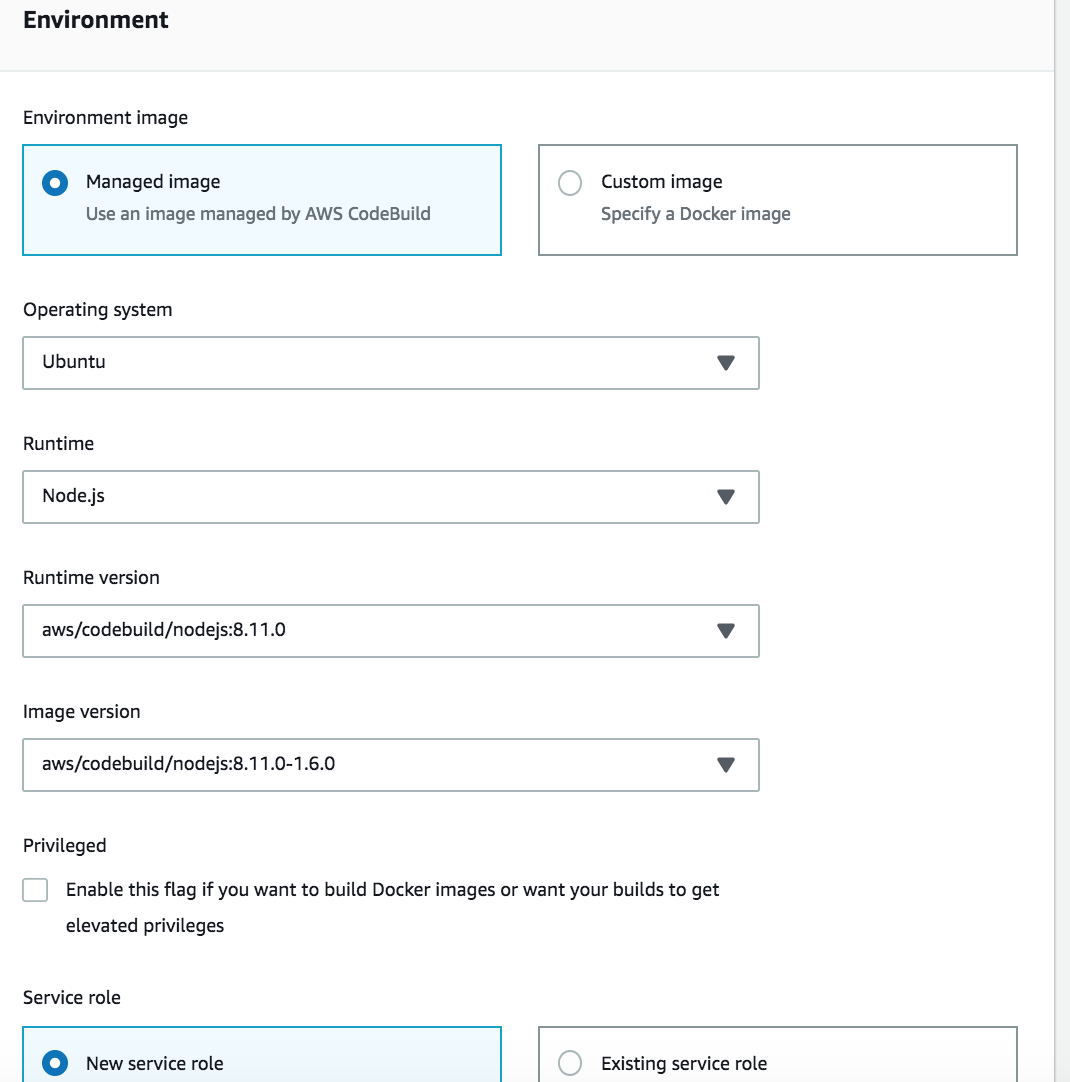 Environment
Environment image
Managed image
Use an image managed by AWS CodeBuild
Custom image
Specify a Docker image
Operating system
Ubuntu
Runtime
Node.js
Runtime version
aws/codebuild/nodejs:8.11.0
Image version
aws/codebuild/nodejs:8.11.0-1.6.0
Privileged
Enable this flag if you want to build Docker images or want your builds to get
elevated privileges
Service role
New service role
Existing service role